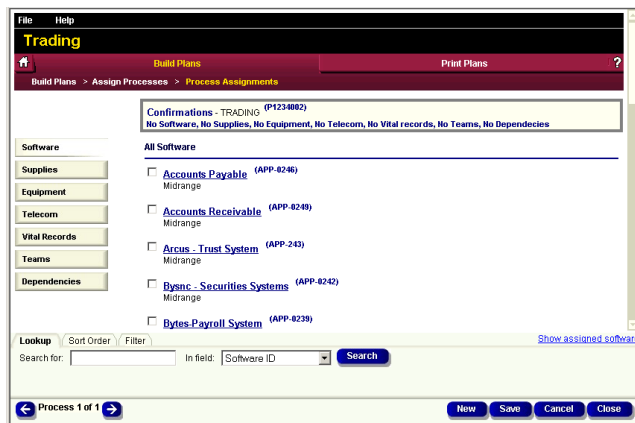 File Help
Trading
Build Plans Print Plans ?
Build Plans > Assign Processes > Process Assignments
Confirmations - TRADING (P1234002)
No Software, No Supplies, No Equipment, No Telecom, No Vital records, No Teams, No Dependecies
Software
Supplies
Equipment
Telecom
Vital Records
Teams
Dependencies
All Software
Accounts Payable (APP-0246)
Midrange
Accounts Receivable (APP-0249)
Midrange
Arcus - Trust System (APP-243)
Midrange
Bysnc - Securities Systems (APP-0242)
Midrange
Bytes-Payroll System (APP-0239)
Lookup Sort Order Filter
Show assigned software
Search for: In field: Software ID Search
Process 1 of 1
New Save Cancel Close